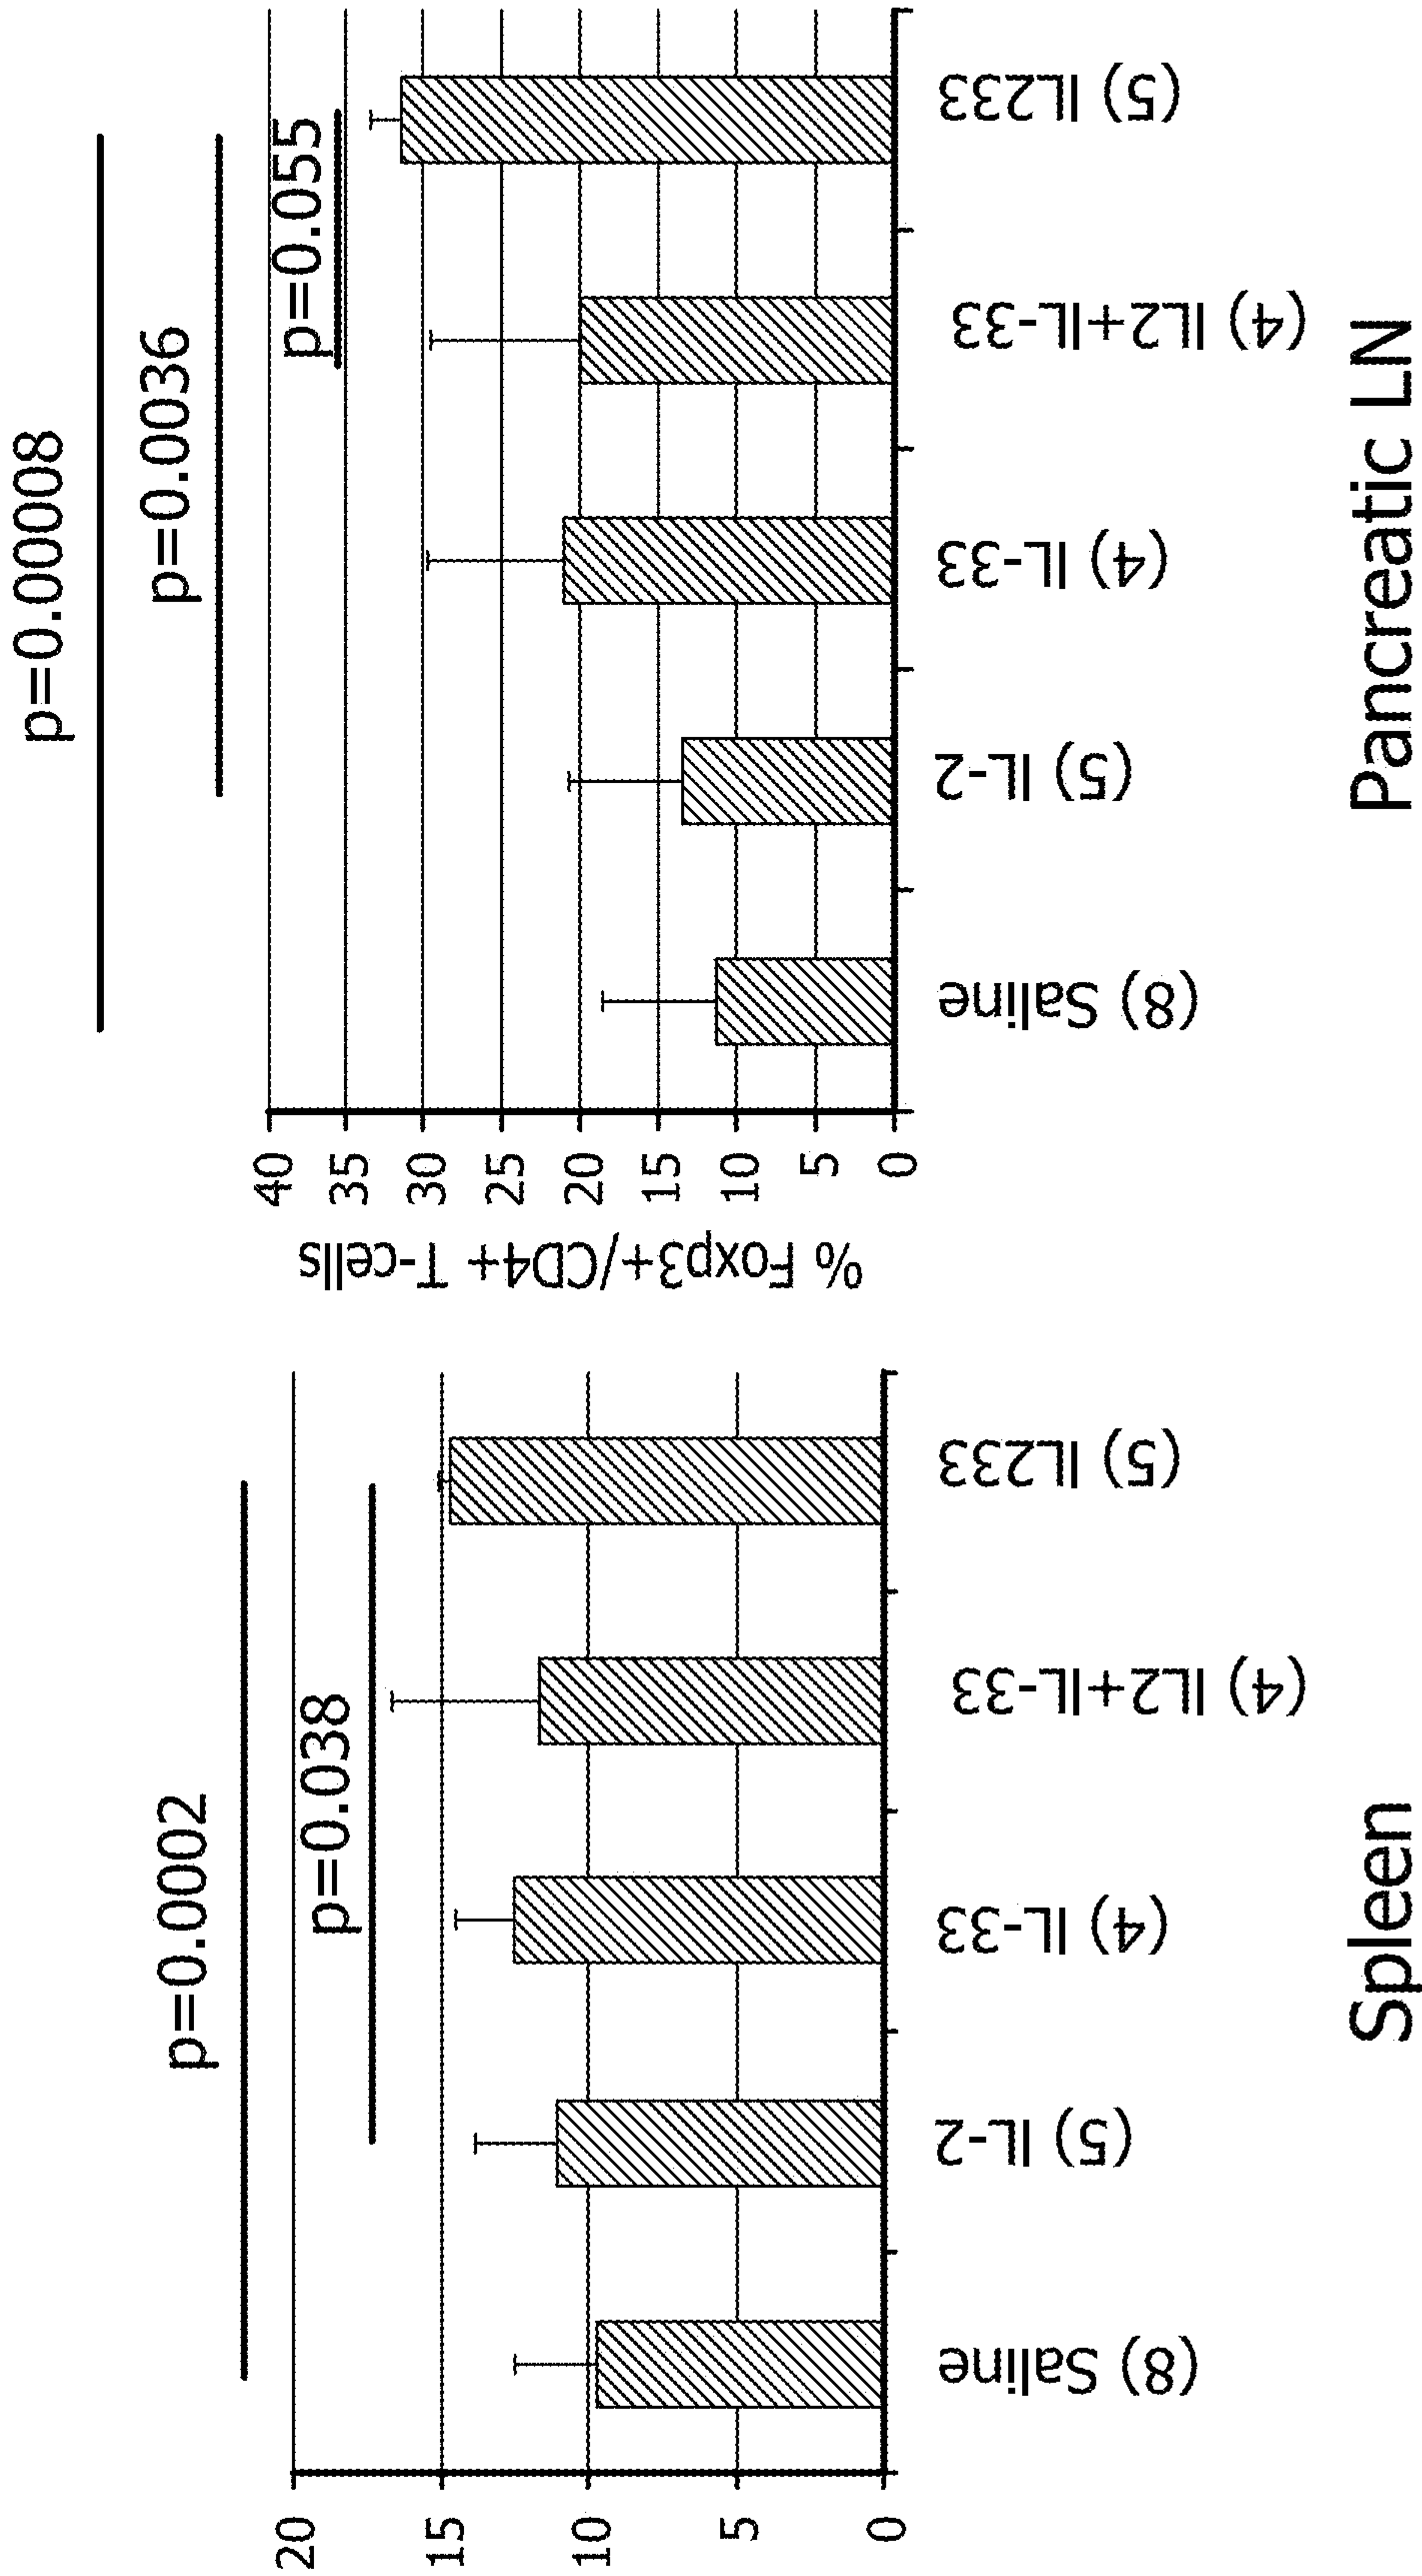 p=0.0002
p=0.038
20
15
10
5
0
(8) Saline
(5) IL-2
(4) IL-33
(4) IL2+IL-33
(5) IL233
Spleen
p=0.00008
p=0.0036
p=0.055
% Foxp3+/CD4+ T-cells
40
35
30
25
20
15
10
5
0
(8) Saline
(5) IL-2
(4) IL-33
(4) IL2+IL-33
(5) IL233
Pancreatic LN